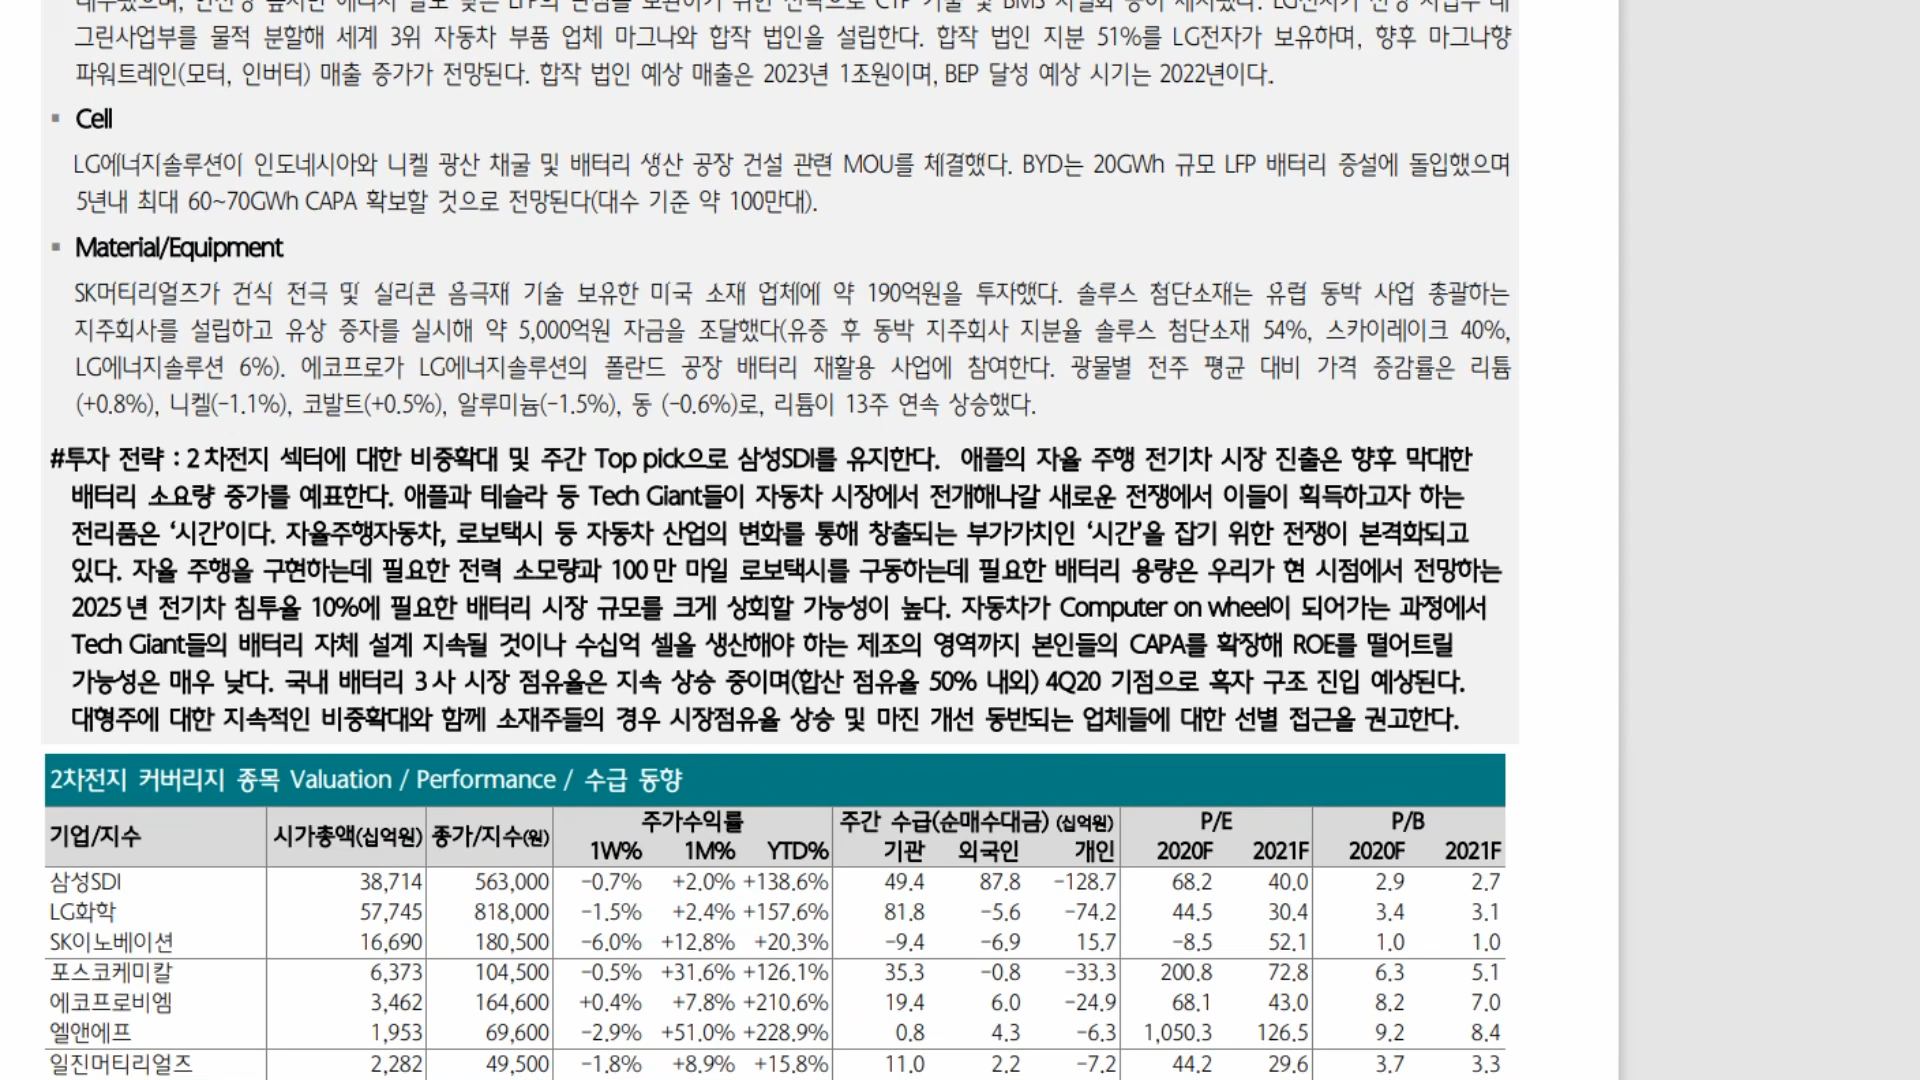 그린사업부를 물적 분할해 세계 3위 자동차 부품 업체 마그나와 합작 법인을 설립한다. 합작 법인 지분 51%를 LG전자가 보유하며, 향후 마그나향
파워트레인(모터, 인버터) 매출 증가가 전망된다. 합작 법인 예상 매출은 2023년 1조원이며, BEP 달성 예상 시기는 2022년이다.
▪ Cell
LG에너지솔루션이 인도네시아와 니켈 광산 채굴 및 배터리 생산 공장 건설 관련 MOU를 체결했다. BYD는 20GWh 규모 LFP 배터리 증설에 돌입했으며
5년내 최대 60~70GWh CAPA 확보할 것으로 전망된다(대수 기준 약 100만대).
▪ Material/Equipment
SK머티리얼즈가 건식 전극 및 실리콘 음극재 기술 보유한 미국 소재 업체에 약 190억원을 투자했다. 솔루스 첨단소재는 유럽 동박 사업 총괄하는
지주회사를 설립하고 유상 증자를 실시해 약 5,000억원 자금을 조달했다(유증 후 동박 지주회사 지분율 솔루스 첨단소재 54%, 스카이레이크 40%,
LG에너지솔루션 6%). 에코프로가 LG에너지솔루션의 폴란드 공장 배터리 재활용 사업에 참여한다. 광물별 전주 평균 대비 가격 증감률은 리튬
(+0.8%), 니켈(-1.1%), 코발트(+0.5%), 알루미늄(-1.5%), 동 (-0.6%)로, 리튬이 13주 연속 상승했다.
#투자 전략 : 2차전지 섹터에 대한 비중확대 및 주간 Top pick으로 삼성SDI를 유지한다. 애플의 자율 주행 전기차 시장 진출은 향후 막대한
배터리 소요량 증가를 예표한다. 애플과 테슬라 등 Tech Giant들이 자동차 시장에서 전개해나갈 새로운 전쟁에서 이들이 획득하고자 하는
전리품은 ‘시간’이다. 자율주행자동차, 로보택시 등 자동차 산업의 변화를 통해 창출되는 부가가치인 ‘시간’을 잡기 위한 전쟁이 본격화되고
있다. 자율 주행을 구현하는데 필요한 전력 소모량과 100만 마일 로보택시를 구동하는데 필요한 배터리 용량은 우리가 현 시점에서 전망하는
2025년 전기차 침투율 10%에 필요한 배터리 시장 규모를 크게 상회할 가능성이 높다. 자동차가 Computer on wheel이 되어가는 과정에서
Tech Giant들의 배터리 자체 설계 지속될 것이나 수십억 셀을 생산해야 하는 제조의 영역까지 본인들의 CAPA를 확장해 ROE를 떨어트릴
가능성은 매우 낮다. 국내 배터리 3사 시장 점유율은 지속 상승 중이며(합산 점유율 50% 내외) 4Q20 기점으로 흑자 구조 진입 예상된다.
대형주에 대한 지속적인 비중확대와 함께 소재주들의 경우 시장점유율 상승 및 마진 개선 동반되는 업체들에 대한 선별 접근을 권고한다.
2차전지 커버리지 종목 Valuation / Performance / 수급 동향
기업/지수 시가총액(십억원) 종가/지수(원) 주가수익률 주간 수급(순매수대금) (십억원) P/E P/B
1W% 1M% YTD% 기관 외국인 개인 2020F 2021F 2020F 2021F
삼성SDI 38,714 563,000 -0.7% +2.0% +138.6% 49.4 87.8 -128.7 68.2 40.0 2.9 2.7
LG화학 57,745 818,000 -1.5% +2.4% +157.6% 81.8 -5.6 -74.2 44.5 30.4 3.4 3.1
SK이노베이션 16,690 180,500 -6.0% +12.8% +20.3% -9.4 -6.9 15.7 -8.5 52.1 1.0 1.0
포스코케미칼 6,373 104,500 -0.5% +31.6% +126.1% 35.3 -0.8 -33.3 200.8 72.8 6.3 5.1
에코프로비엠 3,462 164,600 +0.4% +7.8% +210.6% 19.4 6.0 -24.9 68.1 43.0 8.2 7.0
엘앤에프 1,953 69,600 -2.9% +51.0% +228.9% 0.8 4.3 -6.3 1,050.3 126.5 9.2 8.4
일진머티리얼즈 2,282 49,500 -1.8% +8.9% +15.8% 11.0 2.2 -7.2 44.2 29.6 3.7 3.3